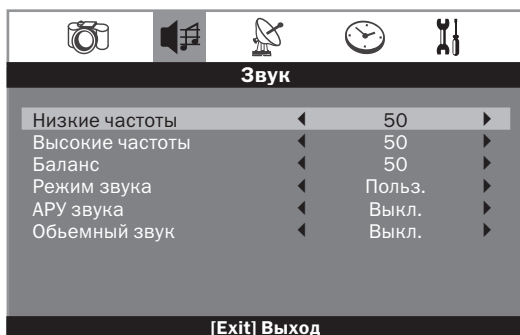 Звук
Низкие частоты 50
Высокие частоты 50
Баланс 50
Режим звука Польз.
АРУ звука Выкл.
Обьемный звук Выкл.
[Exit] Выход